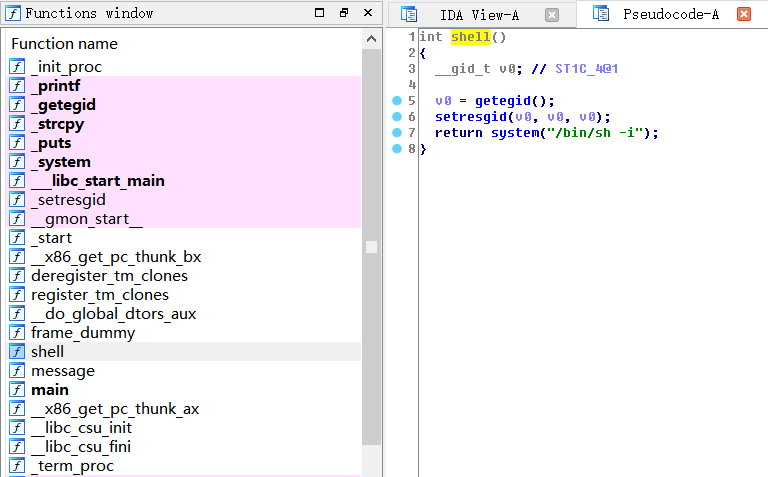 Functions window
Function name
_init_proc
_printf
_getegid
_strcpy
_puts
_system
___libc_start_main
_setresgid
__gmon_start__
_start
__x86_get_pc_thunk_bx
deregister_tm_clones
register_tm_clones
__do_global_dtors_aux
frame_dummy
shell
message
main
__x86_get_pc_thunk_ax
__libc_csu_init
__libc_csu_fini
_term_proc
IDA View-A
Pseudocode-A
1 int shell()
2 {
3 __gid_t v0; // ST1C_4@1
4
5 v0 = getegid();
6 setresgid(v0, v0, v0);
7 return system("/bin/sh -i");
8 }